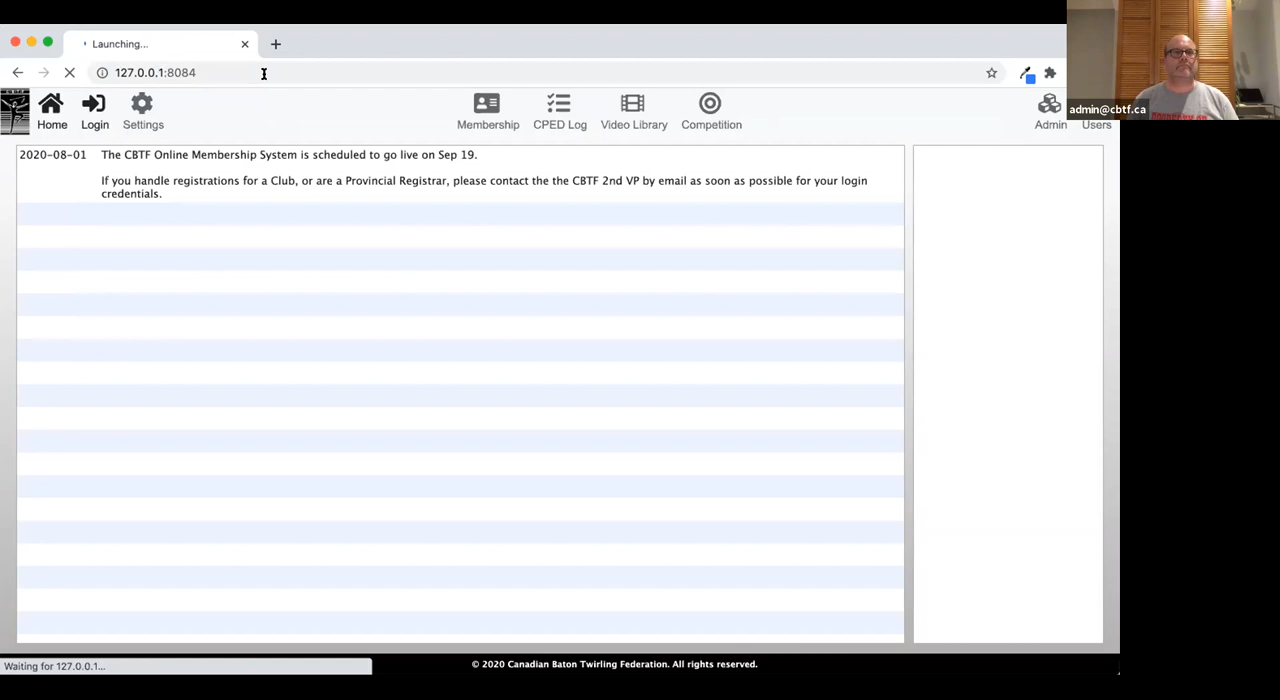 Launching...
127.0.0.1:8084
admin@cbtf.ca
Home
Login
Settings
Membership
CPED Log
Video Library
Competition
Admin
Users
2020-08-01 The CBTF Online Membership System is scheduled to go live on Sep 19.
If you handle registrations for a Club, or are a Provincial Registrar, please contact the the CBTF 2nd VP by email as soon as possible for your login
credentials.
Waiting for 127.0.0.1...
© 2020 Canadian Baton Twirling Federation. All rights reserved.